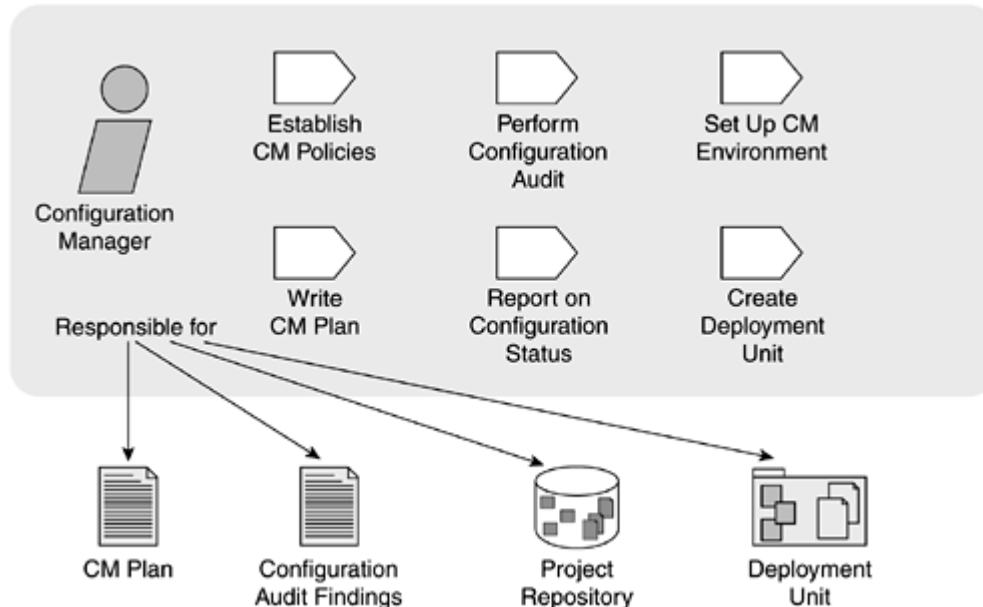 Establish
CM Policies
Perform
Configuration
Audit
Set Up CM
Environment
Configuration
Manager
Write
CM Plan
Report on
Configuration
Status
Create
Deployment
Unit
Responsible for
CM Plan
Configuration
Audit Findings
Project
Repository
Deployment
Unit